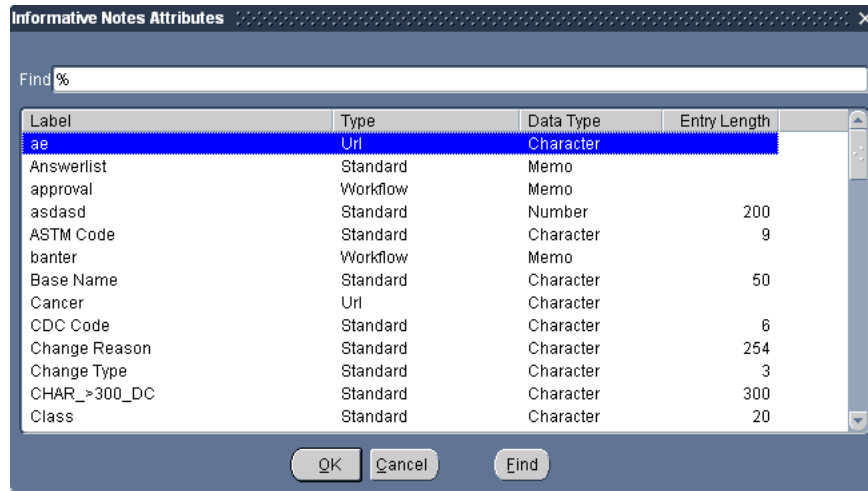 Informative Notes Attributes
Find %
Label Type Data Type Entry Length
ae Url Character
Answerlist Standard Memo
approval Workflow Memo
asdasd Standard Number 200
ASTM Code Standard Character 9
banter Workflow Memo
Base Name Standard Character 50
Cancer Url Character
CDC Code Standard Character 6
Change Reason Standard Character 254
Change Type Standard Character 3
CHAR_>300_DC Standard Character 300
Class Standard Character 20
OK Cancel Find